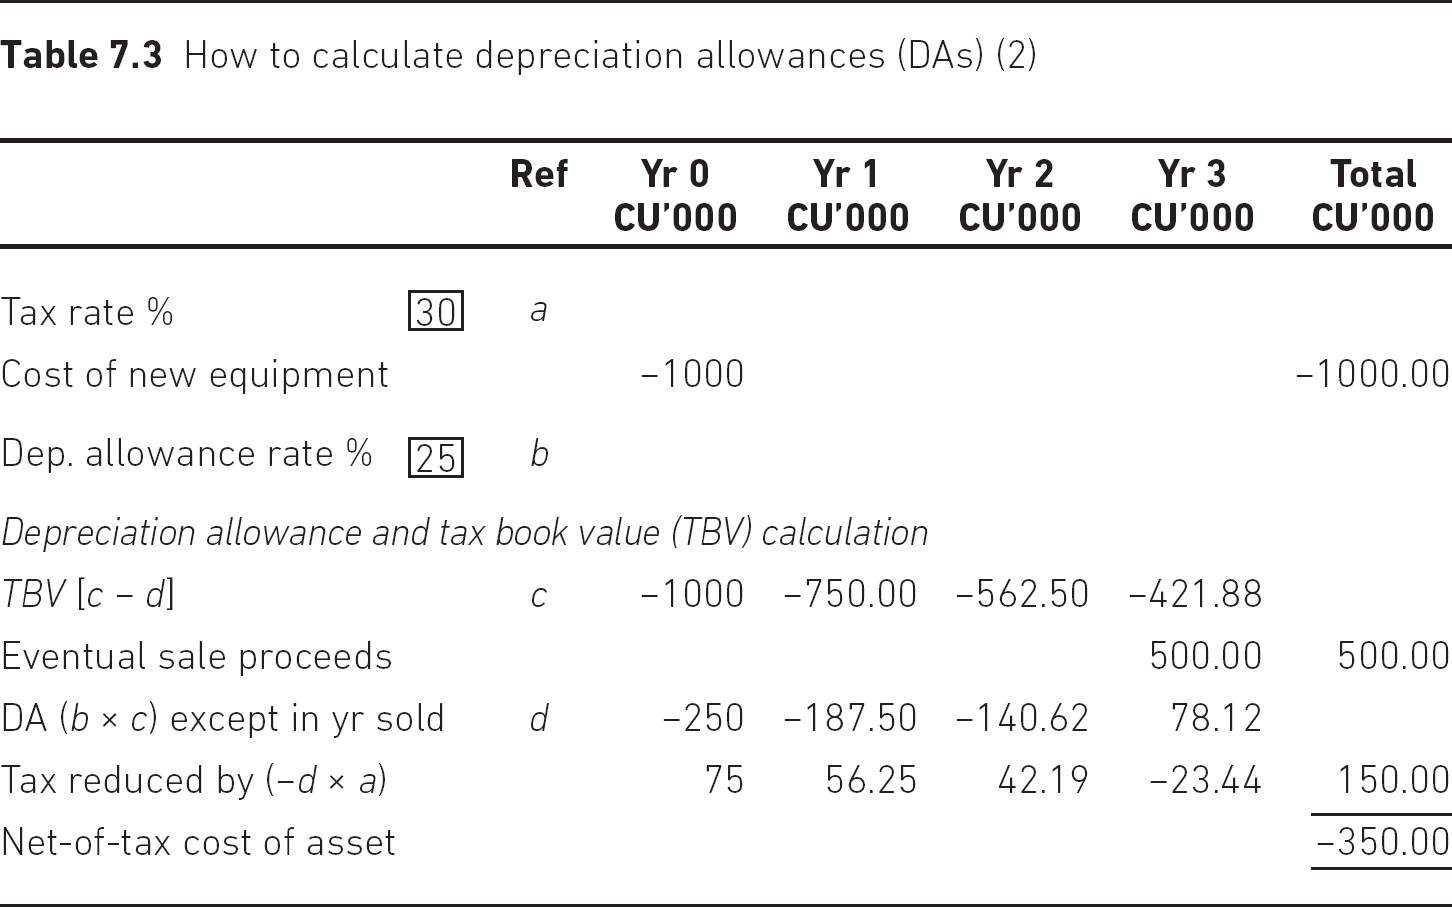 Table 7.3 How to calculate depreciation allowances (DAs) (2)
Ref Yr 0 Yr 1 Yr 2 Yr 3 Total
CU’000 CU’000 CU’000 CU’000 CU’000
Tax rate % 30 a
Cost of new equipment –1000 –1000.00
Dep. allowance rate % 25 b
Depreciation allowance and tax book value (TBV) calculation
TBV [c – d] c –1000 –750.00 –562.50 –421.88
Eventual sale proceeds 500.00 500.00
DA (b × c) except in yr sold d –250 –187.50 –140.62 78.12
Tax reduced by (–d × a) 75 56.25 42.19 –23.44 150.00
Net-of-tax cost of asset –350.00